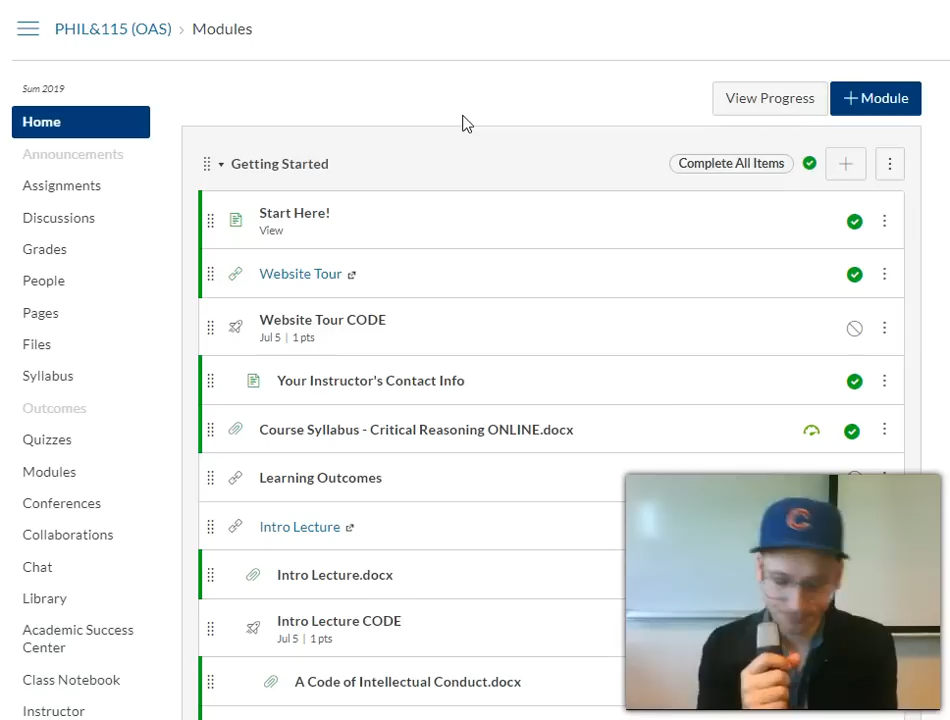 PHIL&115 (OAS) › Modules
Sum 2019
View Progress
+ Module
Home
Announcements
Assignments
Discussions
Grades
People
Pages
Files
Syllabus
Outcomes
Quizzes
Modules
Conferences
Collaborations
Chat
Library
Academic Success
Center
Class Notebook
Instructor
Getting Started
Complete All Items
Start Here!
View
Website Tour
Website Tour CODE
Jul 5 | 1 pts
Your Instructor's Contact Info
Course Syllabus - Critical Reasoning ONLINE.docx
Learning Outcomes
Intro Lecture
Intro Lecture.docx
Intro Lecture CODE
Jul 5 | 1 pts
A Code of Intellectual Conduct.docx
C